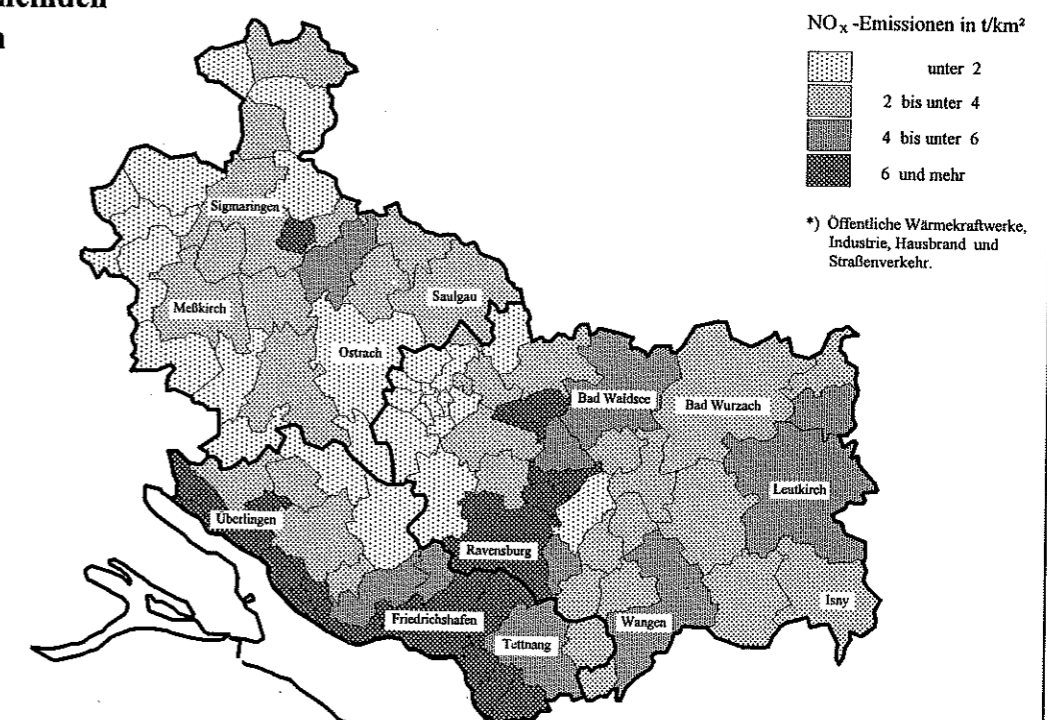 NOₓ -Emissionen in t/km²
unter 2
2 bis unter 4
4 bis unter 6
6 und mehr
*) Öffentliche Wärmekraftwerke,
Industrie, Hausbrand und
Straßenverkehr.
Sigmaringen
Meßkirch
Saulgau
Ostrach
Bad Waldsee
Bad Wurzach
Leutkirch
Überlingen
Ravensburg
Isny
Friedrichshafen
Wangen
Tettnang